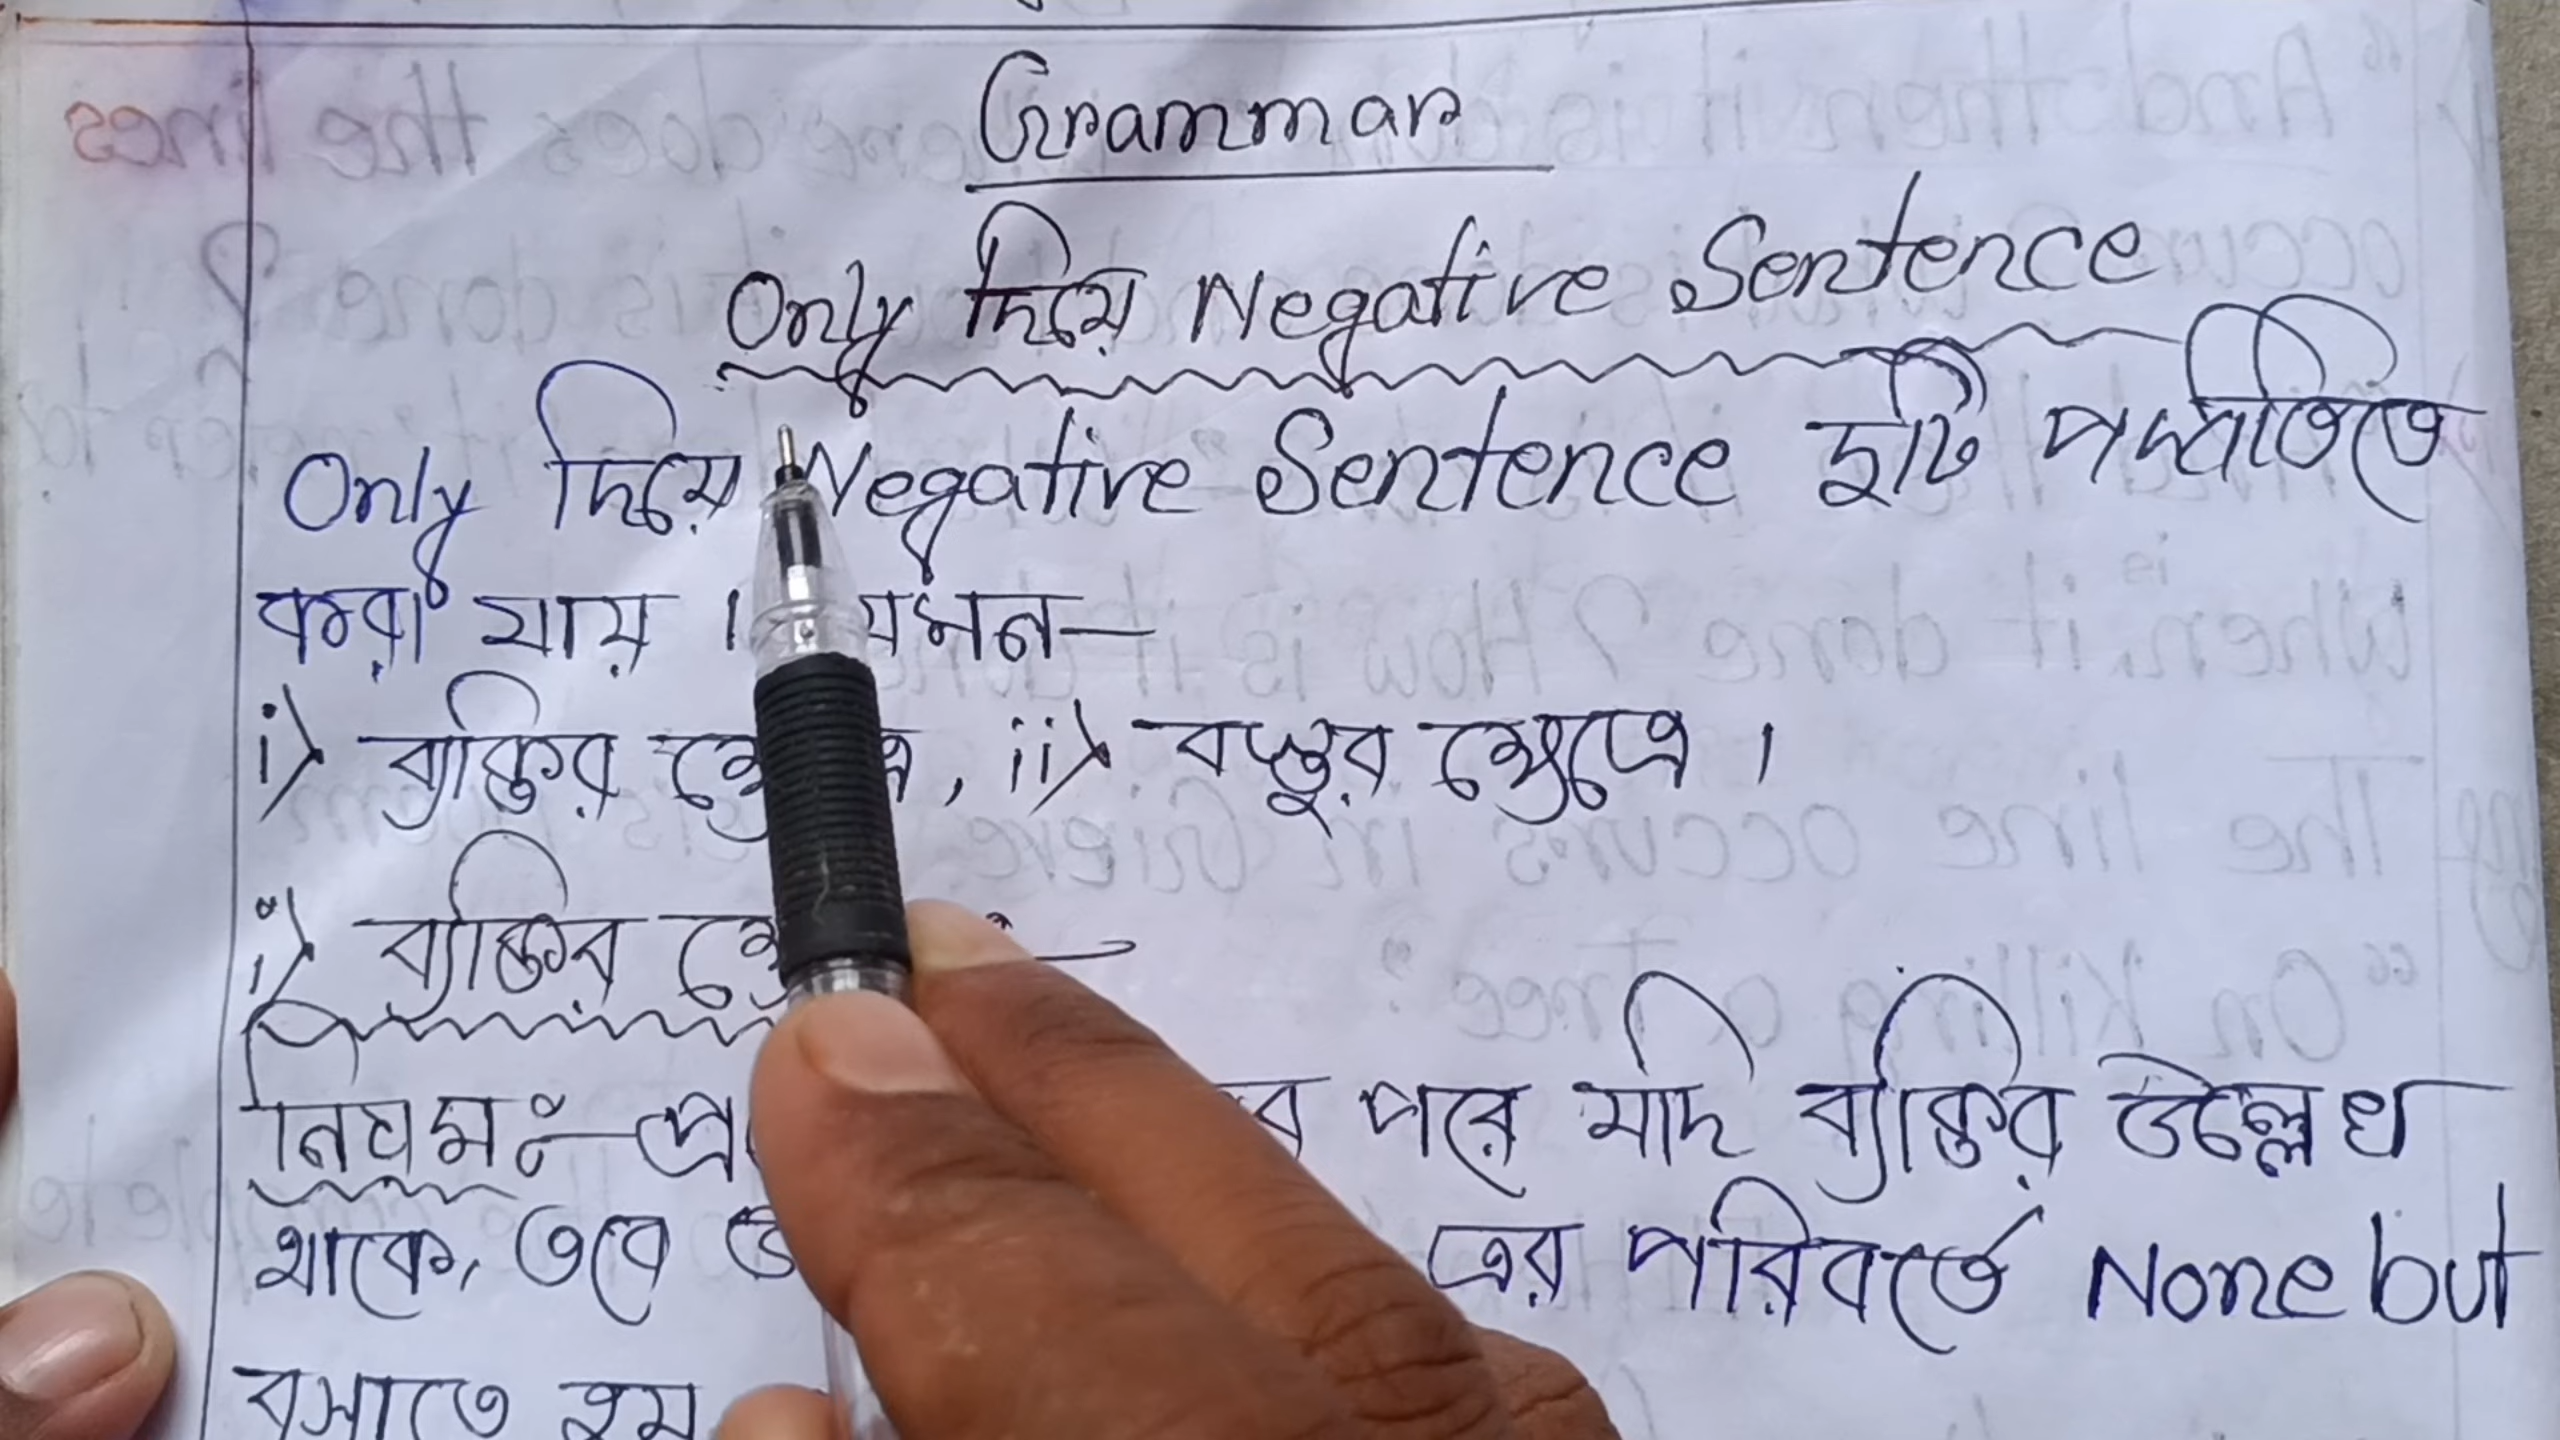 Grammar
Only দিয়ে Negative Sentence
Only দিয়ে Negative Sentence দুটি পদ্ধতিতে
করা যায় ।
i) ব্যক্তির , ii) বস্তুর ক্ষেত্রে ।
i) ব্যক্তির
নিয়মঃ- পরে যদি ব্যক্তির উল্লেখ
থাকে, তবে এর পরিবর্তে None but
বসাতে হয়